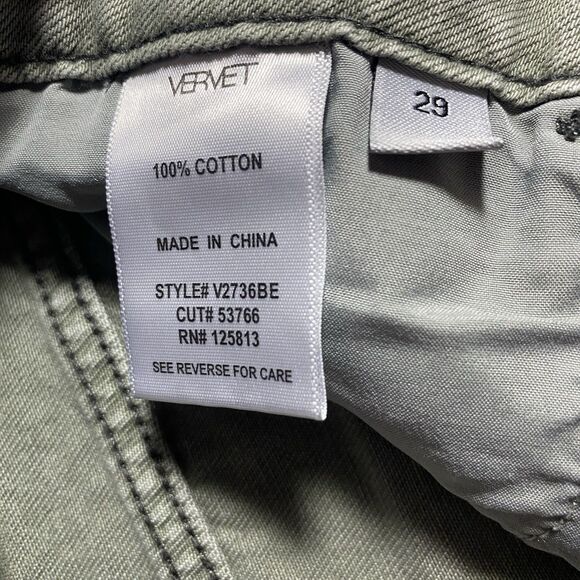 VERVET
29
100% COTTON
MADE IN CHINA
STYLE# V2736BE
CUT# 53766
RN# 125813
SEE REVERSE FOR CARE